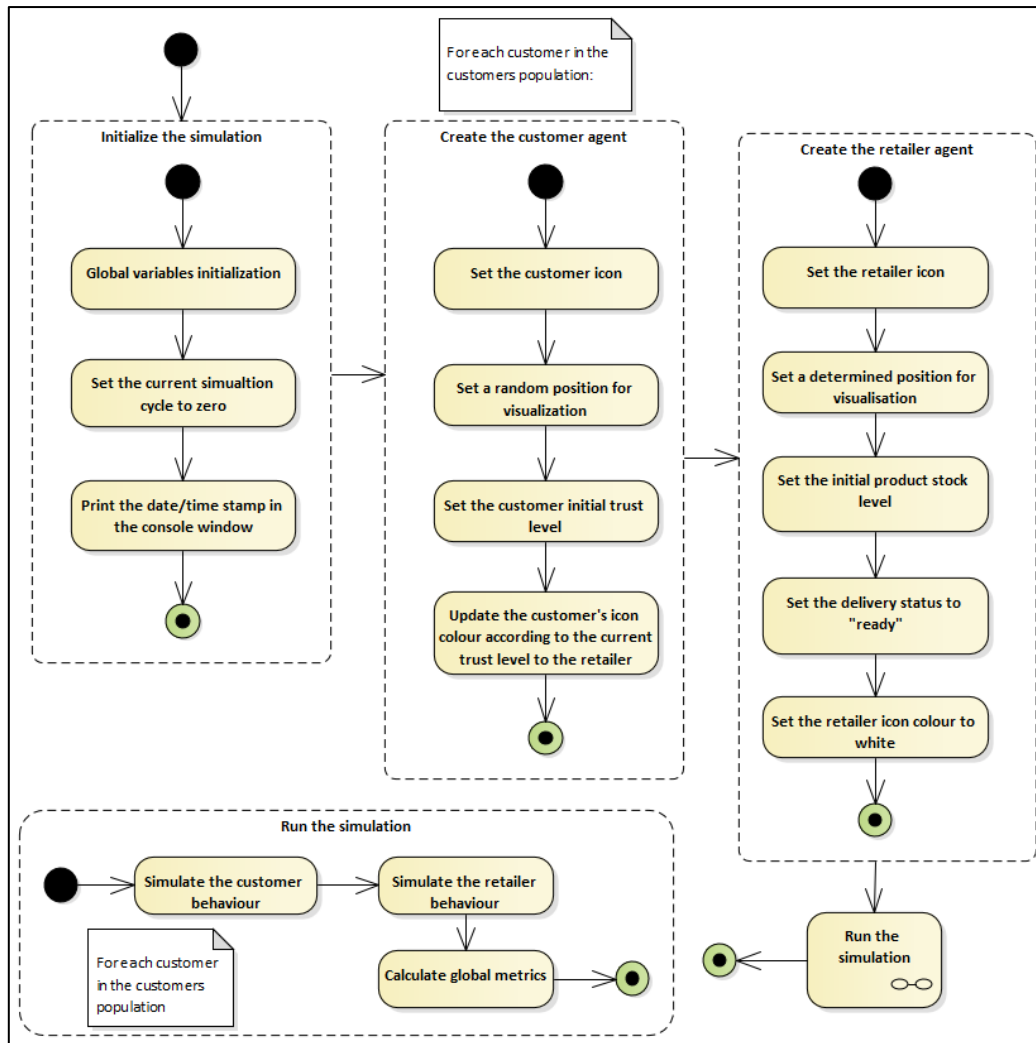 For each customer in the
customers population:
Initialize the simulation
Global variables initialization
Set the current simualtion
cycle to zero
Print the date/time stamp in
the console window
Create the customer agent
Set the customer icon
Set a random position for
visualization
Set the customer initial trust
level
Update the customer's icon
colour according to the current
trust level to the retailer
Create the retailer agent
Set the retailer icon
Set a determined position for
visualisation
Set the initial product stock
level
Set the delivery status to
"ready"
Set the retailer icon colour to
white
Run the simulation
Simulate the customer
behaviour
Simulate the retailer
behaviour
For each customer
in the customers
population
Calculate global metrics
Run the
simulation